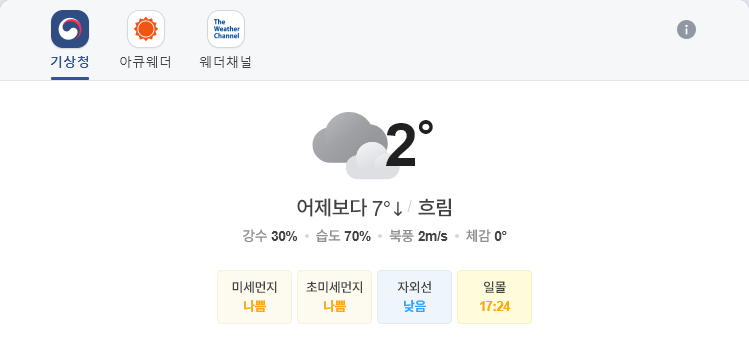 The
Weather
Channel
기상청 아큐웨더 웨더채널
2°
어제보다 7°↓ / 흐림
강수 30% • 습도 70% • 북풍 2m/s • 체감 0°
미세먼지 초미세먼지 자외선 일몰
나쁨 나쁨 낮음 17:24